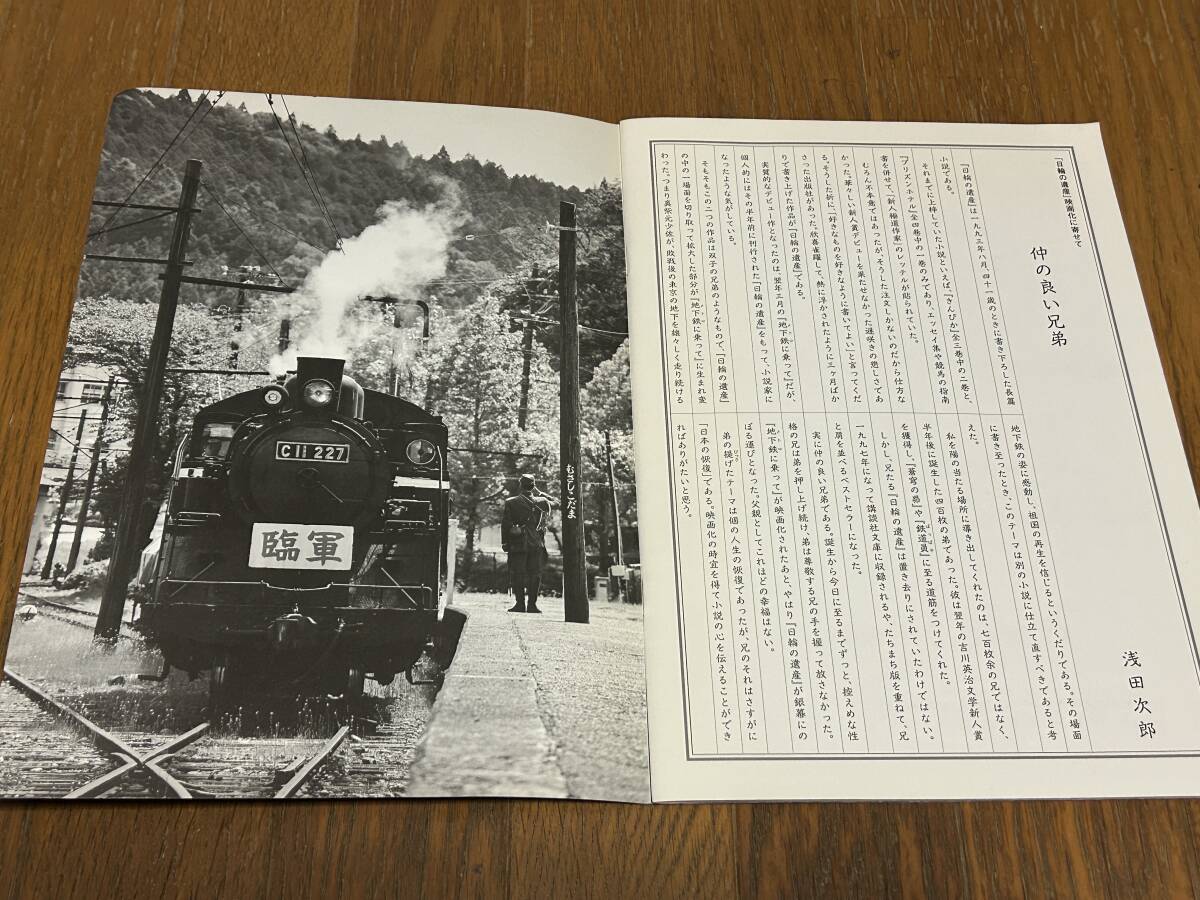 C11 227
臨軍
むさしこだま
「日輪の遺産」映画化に寄せて
仲の良い兄弟
浅田次郎
『日輪の遺産』は一九九三年八月、四十一歳のときに書き下ろした長篇
小説である。
それまでに上梓していた小説といえば、『きんぴか』全三巻中の二巻と、
『プリズンホテル』全四巻中の一巻のみであり、エッセイ集や競馬の指南
書を併せて、「新人極道作家」のレッテルが貼られていた。
むろん不本意ではあったが、そうした注文しかないのだから仕方な
かった。華々しい新人賞デビューを果たせなかった遅咲きの悲しさであ
る。そうした折に、「好きなものを好きなように書いてよい」と言ってくだ
さった出版社があった。欣喜雀躍して、熱に浮かされたように三ヶ月ばか
りで書き上げた作品が『日輪の遺産』である。
実質的なデビュー作となったのは、翌年三月の『地下鉄に乗って』だが、
個人的にはその半年前に刊行された『日輪の遺産』をもって、小説家に
なったような気がしている。
そもそもこの二つの作品は双子の兄弟のようなもので、『日輪の遺産』
の中の一場面を切り取って拡大した部分が『地下鉄に乗って』に生まれ変
わった。つまり真柴元少佐が、敗戦後の東京の地下を雄々しく走り続ける
地下鉄の姿に感動し、祖国の再生を信じるというくだりである。その場面
に書き至ったとき、このテーマは別の小説に仕立て直すべきであると考
えた。
私を陽の当たる場所に導き出してくれたのは、七百枚余の兄ではなく、
半年後に誕生した四百枚の弟であった。彼は翌年の吉川英治文学新人賞
を獲得し、『蒼穹の昴』や『鉄道員』に至る道筋をつけてくれた。
しかし、兄たる『日輪の遺産』は置き去りにされていたわけではない。
一九九七年になって講談社文庫に収録されるや、たちまち版を重ねて、兄
と肩を並べるベストセラーになった。
実に仲の良い兄弟である。誕生から今日に至るまでずっと、控えめな性
格の兄は弟を押し上げ続け、弟は尊敬する兄の手を握って放さなかった。
『地下鉄に乗って』が映画化されたあと、やはり『日輪の遺産』が銀幕にの
ぼる運びとなった。父親としてこれほどの幸福はない。
弟の提げたテーマは個の人生の恢復であったが、兄のそれはさすがに
「日本の恢復」である。映画化の時宜を得て小説の心を伝えることができ
ればありがたいと思う。